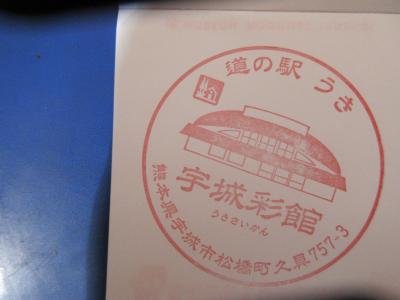 道の駅 うき
宇城彩館
うきさいかん
熊本県宇城市松橋町久具757-3